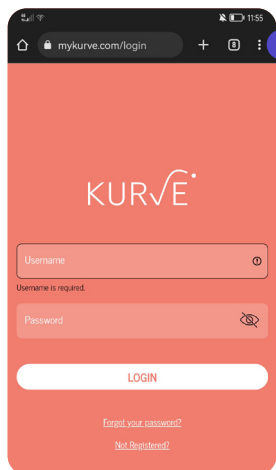 11:55
mykurve.com/login
8
KURVE
Username
Username is required.
Password
LOGIN
Forgot your password?
Not Registered?